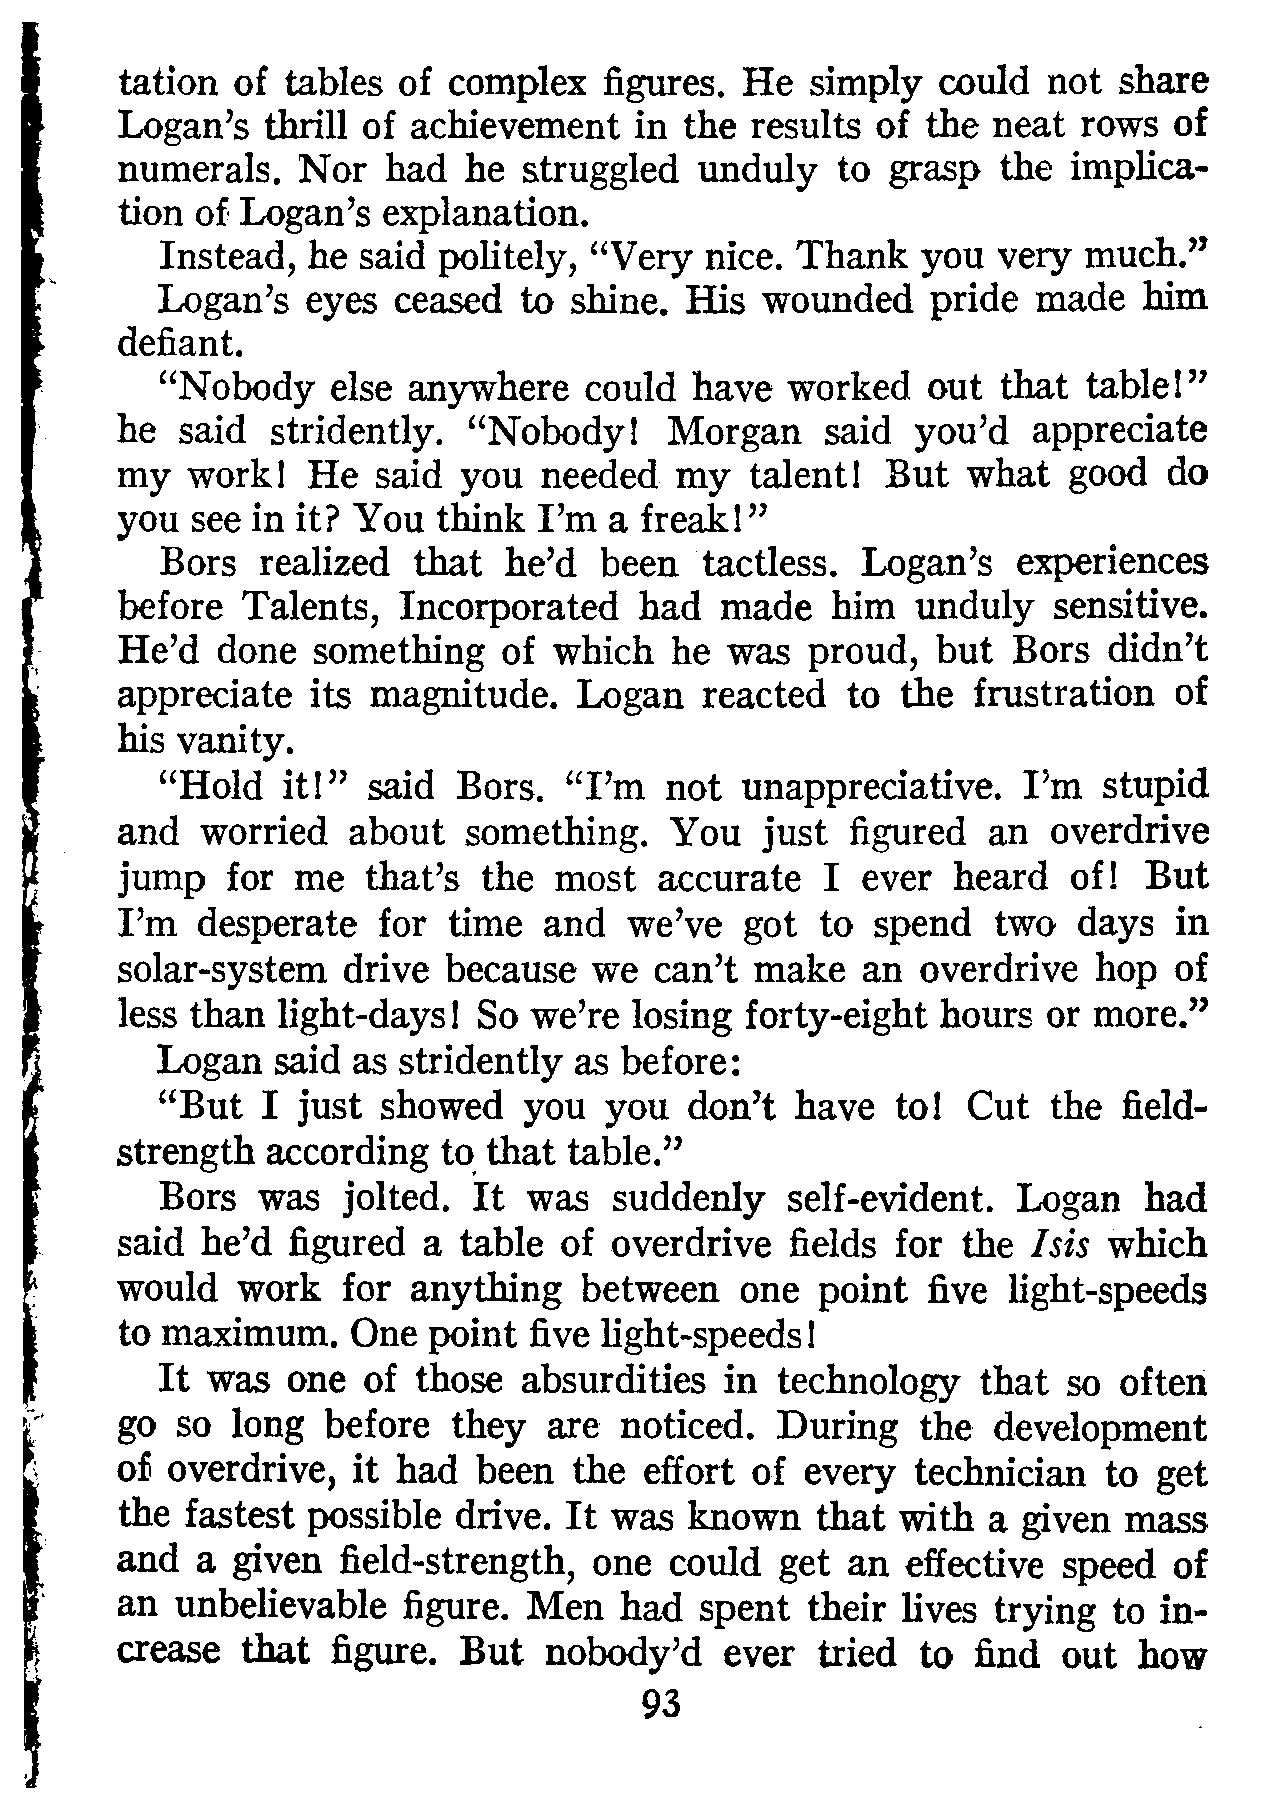 tation of tables of complex figures. He simply could not share
Logan's thrill of achievement in the results of the neat rows of
numerals. Nor had he struggled unduly to grasp the implica-
tion of Logan's explanation.
Instead, he said politely, “Very nice. Thank you very much.”
Logan's eyes ceased to shine. His wounded pride made him
defiant.
“Nobody else anywhere could have worked out that table!”
he said stridently. “Nobody! Morgan said you'd appreciate
my work! He said you needed my talent! But what good do
you see in it? You think I'm a freak!”
Bors realized that he'd been tactless. Logan's experiences
before Talents, Incorporated had made him unduly sensitive.
He'd done something of which he was proud, but Bors didn't
appreciate its magnitude. Logan reacted to the frustration of
his vanity.
“Hold it!” said Bors. “I'm not unappreciative. I'm stupid
and worried about something. You just figured an overdrive
jump for me that's the most accurate I ever heard of! But
I'm desperate for time and we've got to spend two days in
solar-system drive because we can't make an overdrive hop of
less than light-days! So we're losing forty-eight hours or more.”
Logan said as stridently as before:
“But I just showed you you don't have to! Cut the field-
strength according to that table.”
Bors was jolted. It was suddenly self-evident. Logan had
said he'd figured a table of overdrive fields for the Isis which
would work for anything between one point five light-speeds
to maximum. One point five light-speeds!
It was one of those absurdities in technology that so often
go so long before they are noticed. During the development
of overdrive, it had been the effort of every technician to get
the fastest possible drive. It was known that with a given mass
and a given field-strength, one could get an effective speed of
an unbelievable figure. Men had spent their lives trying to in-
crease that figure. But nobody'd ever tried to find out how
93